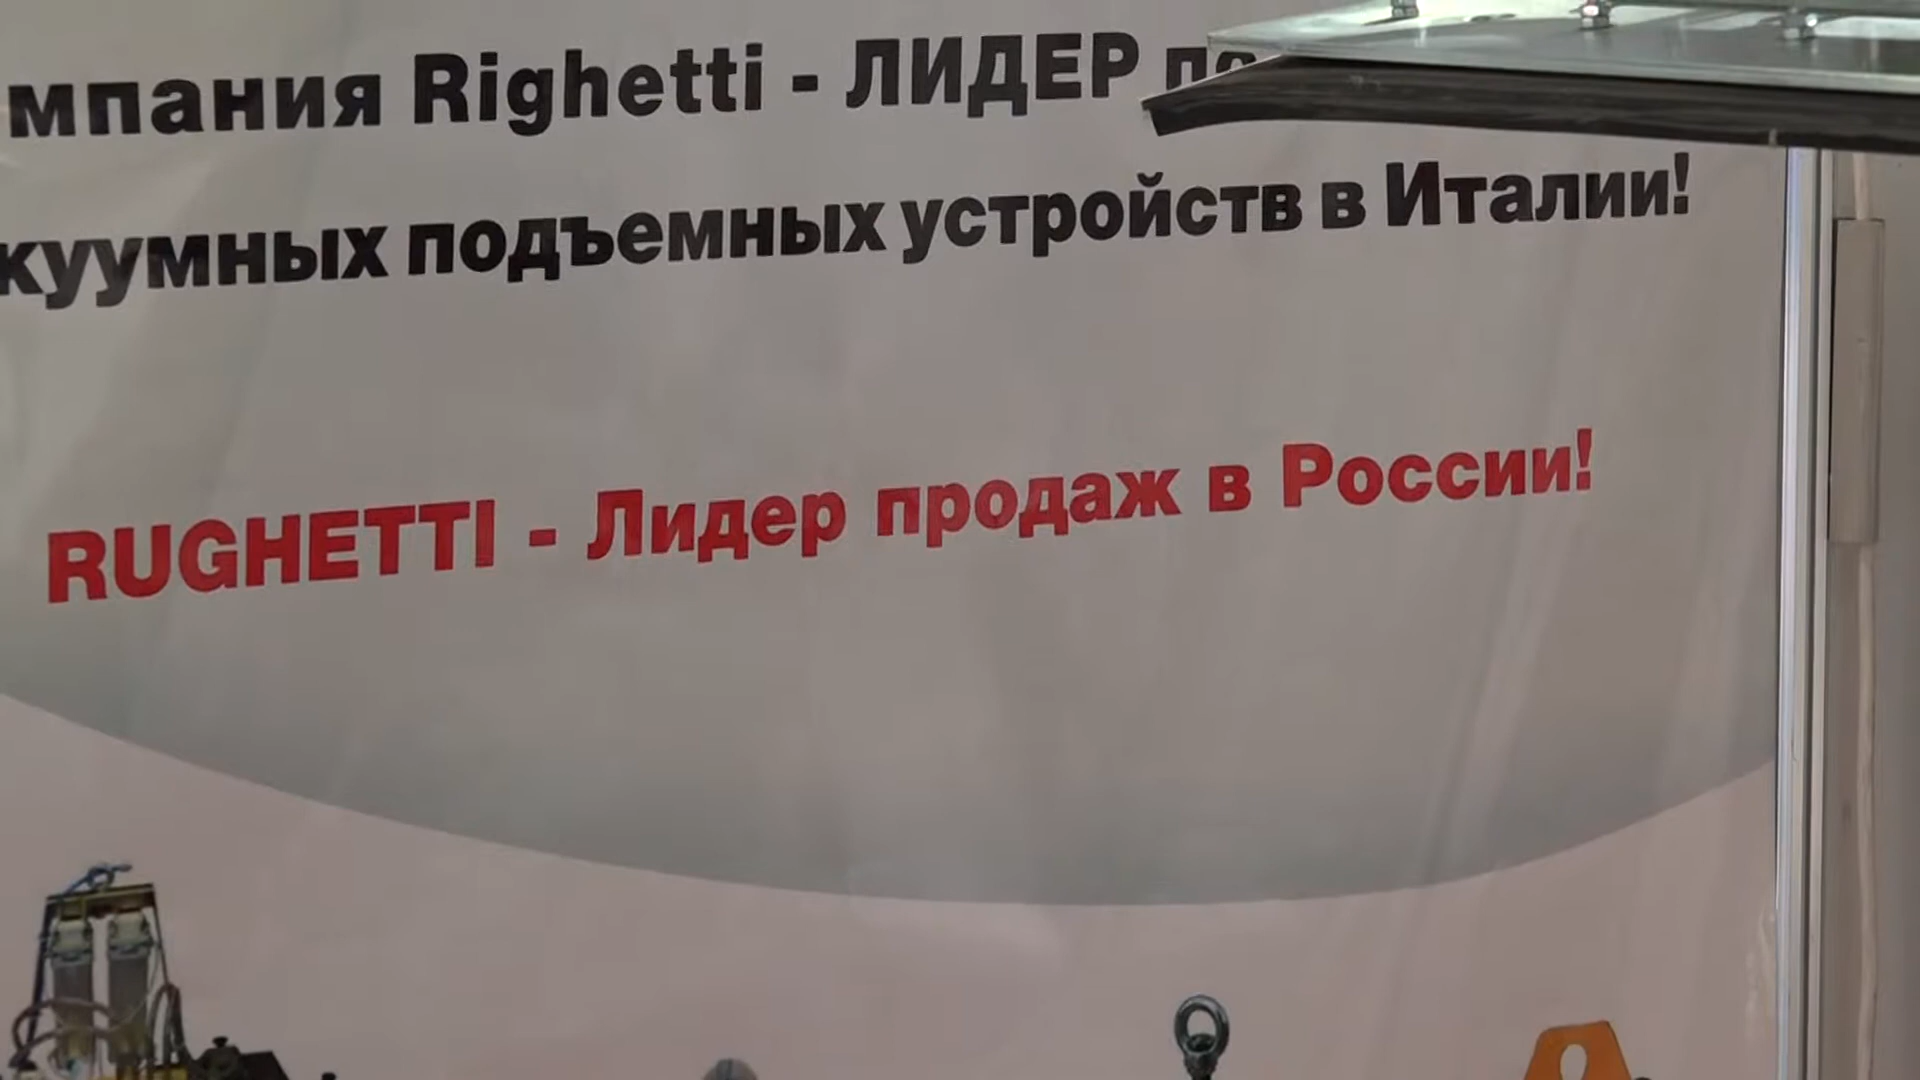 мпания Righetti - ЛИДЕР по
куумных подъемных устройств в Италии!
RUGHETTI - Лидер продаж в России!